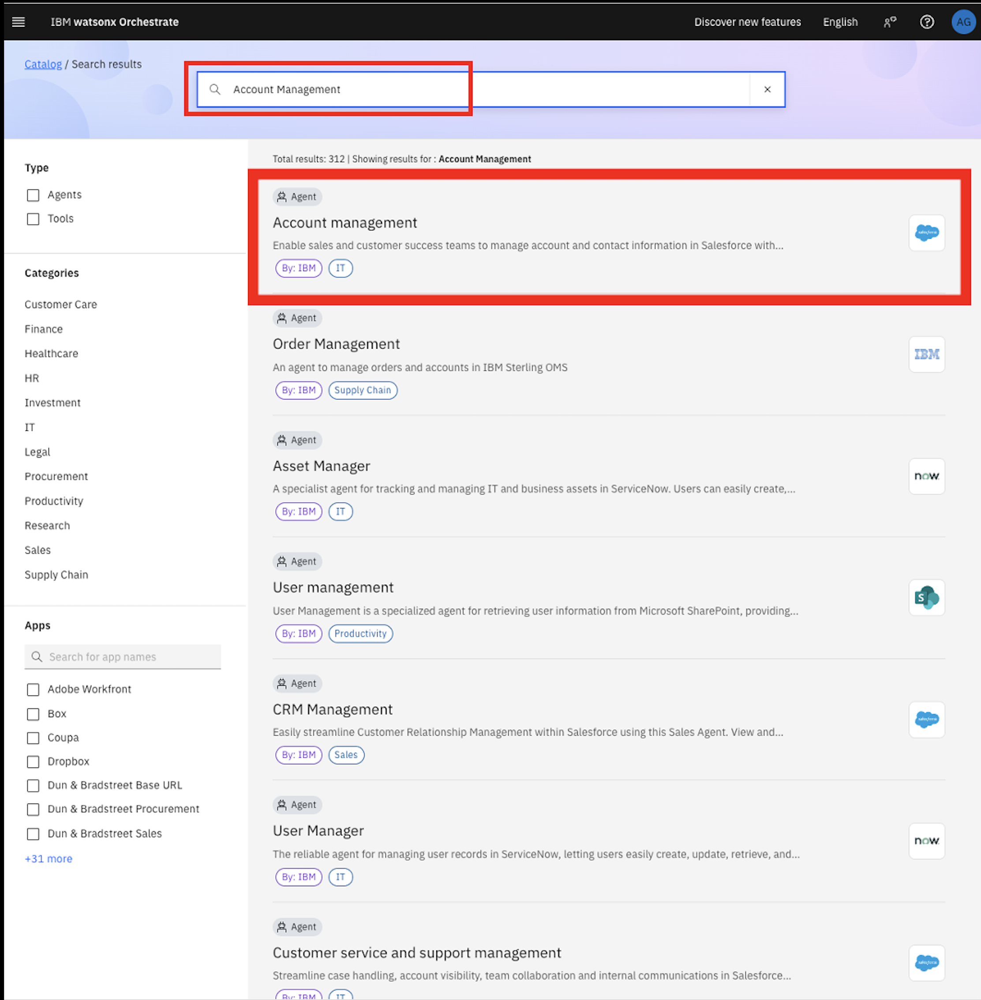 IBM watsonx Orchestrate
Discover new features
English
AG
Catalog / Search results
Account Management
Type
Agents
Tools
Categories
Customer Care
Finance
Healthcare
HR
Investment
IT
Legal
Procurement
Productivity
Research
Sales
Supply Chain
Apps
Search for app names
Adobe Workfront
Box
Coupa
Dropbox
Dun & Bradstreet Base URL
Dun & Bradstreet Procurement
Dun & Bradstreet Sales
+31 more
Total results: 312 | Showing results for : Account Management
Agent
Account management
Enable sales and customer success teams to manage account and contact information in Salesforce with...
By: IBM IT
salesforce
Agent
Order Management
An agent to manage orders and accounts in IBM Sterling OMS
By: IBM Supply Chain
IBM
Agent
Asset Manager
A specialist agent for tracking and managing IT and business assets in ServiceNow. Users can easily create,...
By: IBM IT
now.
Agent
User management
User Management is a specialized agent for retrieving user information from Microsoft SharePoint, providing...
By: IBM Productivity
S
Agent
CRM Management
Easily streamline Customer Relationship Management within Salesforce using this Sales Agent. View and...
By: IBM Sales
salesforce
Agent
User Manager
The reliable agent for managing user records in ServiceNow, letting users easily create, update, retrieve, and...
By: IBM IT
now.
Agent
Customer service and support management
Streamline case handling, account visibility, team collaboration and internal communications in Salesforce...
By: IBM IT
salesforce